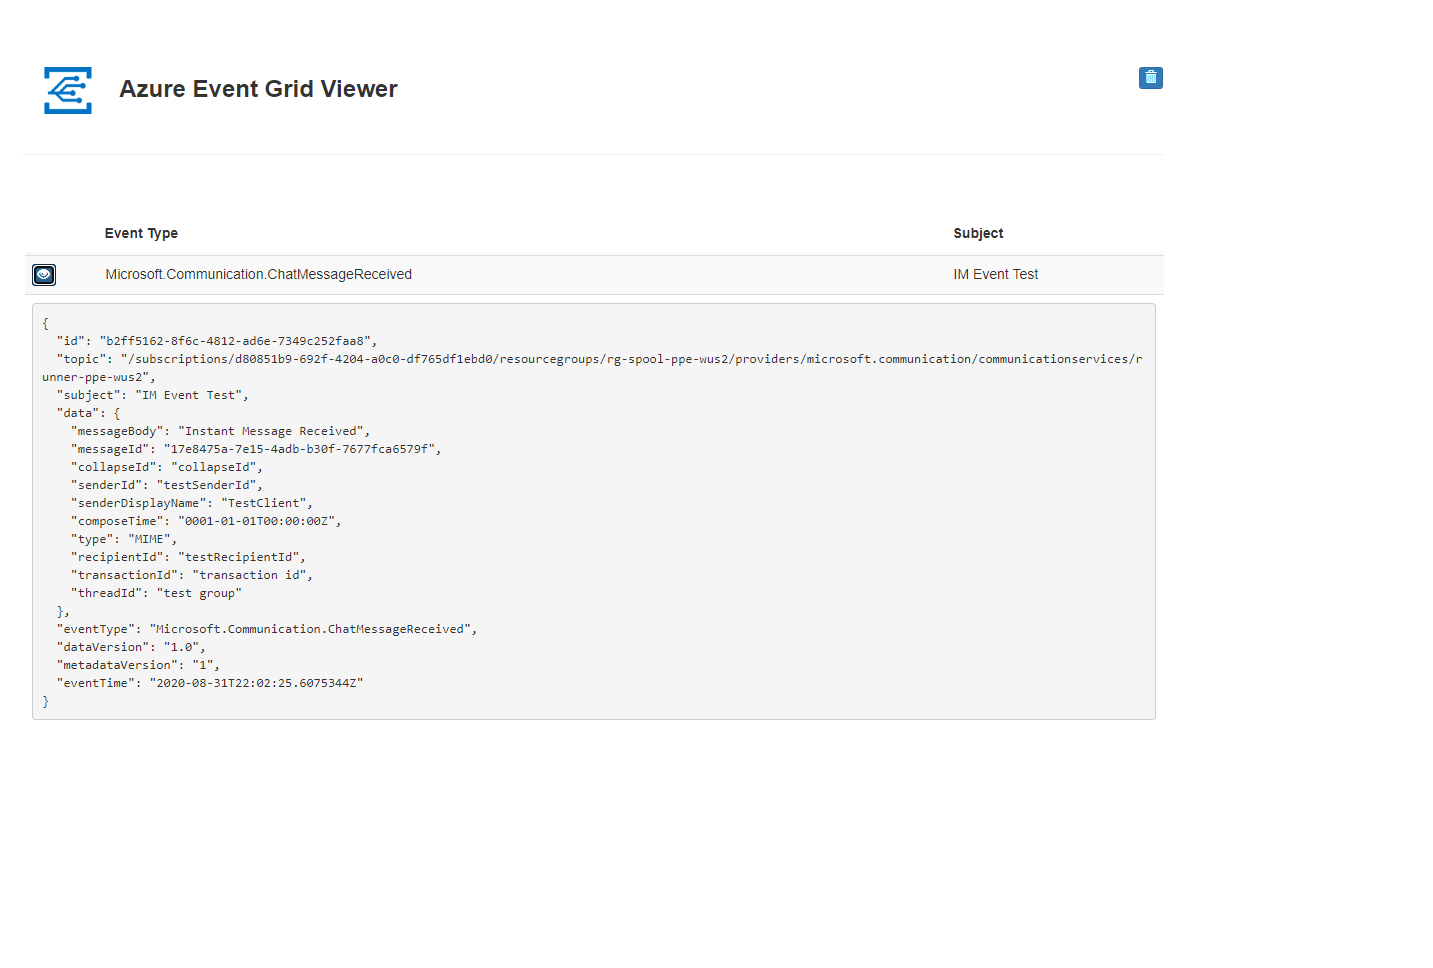 Azure Event Grid Viewer
Event Type Subject
Microsoft.Communication.ChatMessageReceived IM Event Test
{
"id": "b2ff5162-8f6c-4812-ad6e-7349c252faa8",
"topic": "/subscriptions/d80851b9-692f-4204-a0c0-df765df1ebd0/resourcegroups/rg-spool-ppe-wus2/providers/microsoft.communication/communicationservices/r
unner-ppe-wus2",
"subject": "IM Event Test",
"data": {
"messageBody": "Instant Message Received",
"messageId": "17e8475a-7e15-4adb-b30f-7677fca6579f",
"collapseId": "collapseId",
"senderId": "testSenderId",
"senderDisplayName": "TestClient",
"composeTime": "0001-01-01T00:00:00Z",
"type": "MIME",
"recipientId": "testRecipientId",
"transactionId": "transaction id",
"threadId": "test group"
},
"eventType": "Microsoft.Communication.ChatMessageReceived",
"dataVersion": "1.0",
"metadataVersion": "1",
"eventTime": "2020-08-31T22:02:25.6075344Z"
}